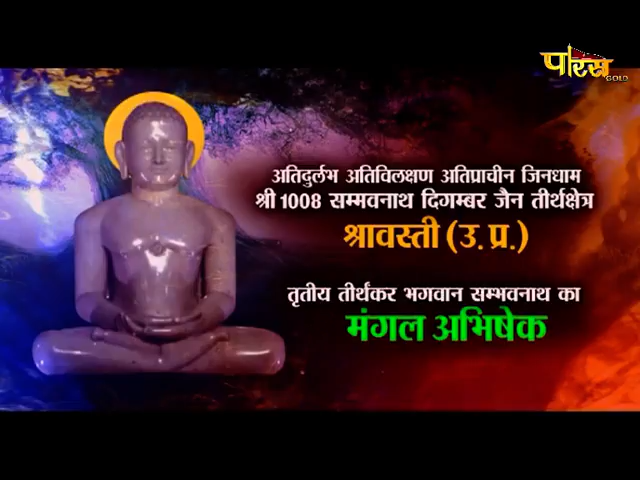 पारस
GOLD
अतिदुर्लभ अतिविलक्षण अतिप्राचीन जिनधाम
श्री 1008 सम्भवनाथ दिगम्बर जैन तीर्थक्षेत्र
श्रावस्ती (उ. प्र.)
तृतीय तीर्थंकर भगवान सम्भवनाथ का
मंगल अभिषेक